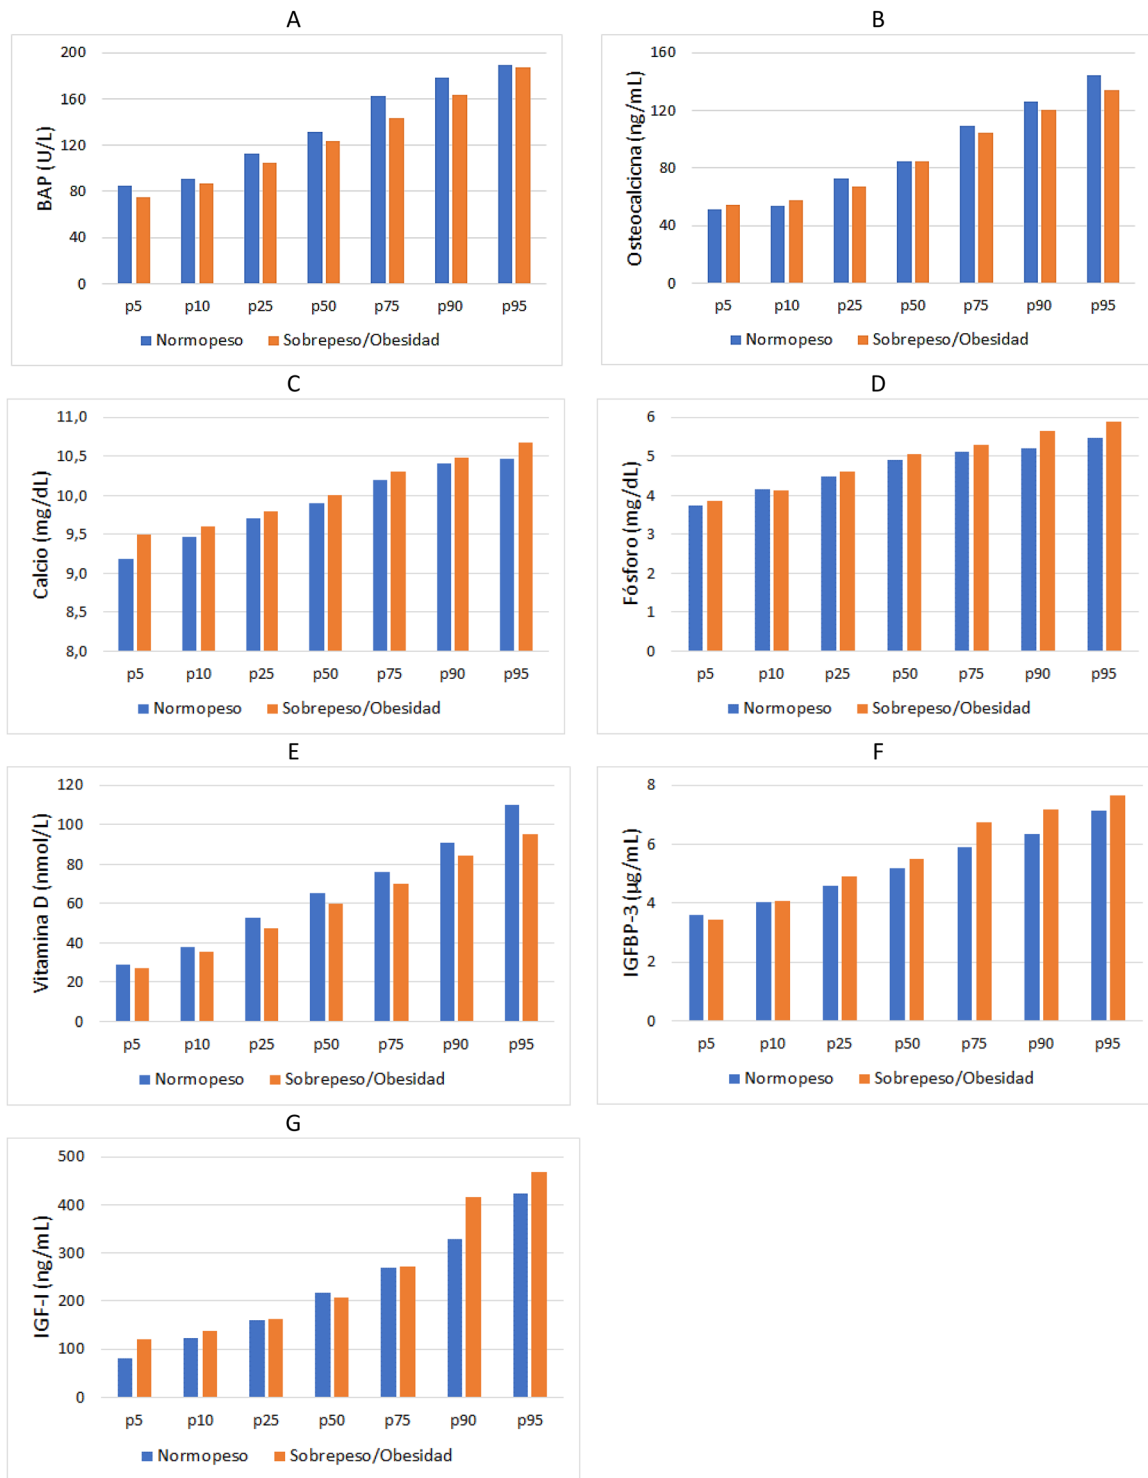 A
BAP (U/L)
200
160
120
80
40
0
p5 p10 p25 p50 p75 p90 p95
Normopeso Sobrepeso/Obesidad
B
Osteocalcicna (ng/mL)
160
120
80
40
0
p5 p10 p25 p50 p75 p90 p95
Normopeso Sobrepeso/Obesidad
C
Calcio (mg/dL)
11,0
10,5
10,0
9,5
9,0
8,5
8,0
p5 p10 p25 p50 p75 p90 p95
Normopeso Sobrepeso/Obesidad
D
Fósforo (mg/dL)
6
5
4
3
2
1
0
p5 p10 p25 p50 p75 p90 p95
Normopeso Sobrepeso/Obesidad
E
Vitamina D (nmol/L)
120
100
80
60
40
20
0
p5 p10 p25 p50 p75 p90 p95
Normopeso Sobrepeso/Obesidad
F
IGFBP-3 (µg/mL)
8
6
4
2
0
p5 p10 p25 p50 p75 p90 p95
Normopeso Sobrepeso/Obesidad
G
IGF-I (ng/mL)
500
400
300
200
100
0
p5 p10 p25 p50 p75 p90 p95
Normopeso Sobrepeso/Obesidad